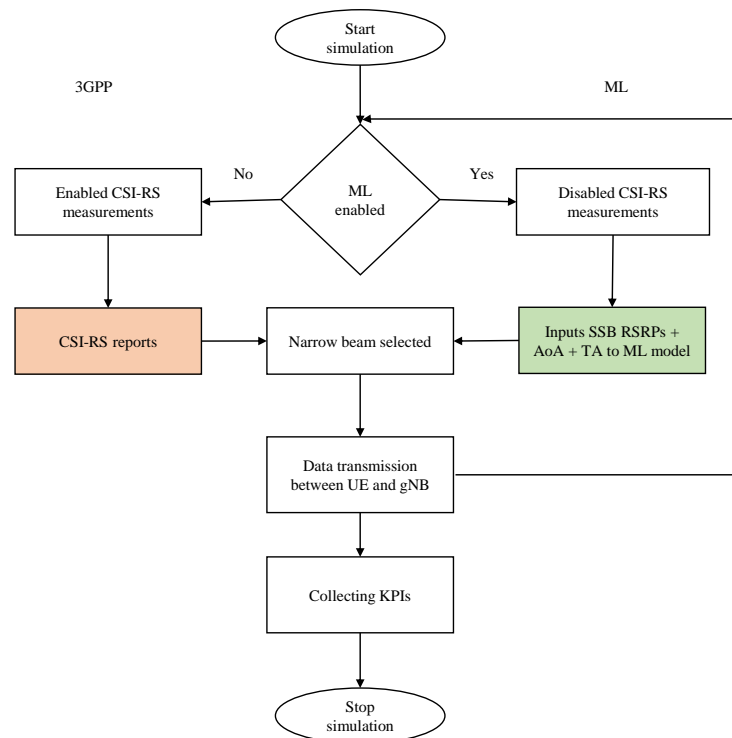 Start
simulation
3GPP
ML
ML
enabled
No
Yes
Enabled CSI-RS
measurements
Disabled CSI-RS
measurements
CSI-RS reports
Narrow beam selected
Inputs SSB RSRPs +
AoA + TA to ML model
Data transmission
between UE and gNB
Collecting KPIs
Stop
simulation